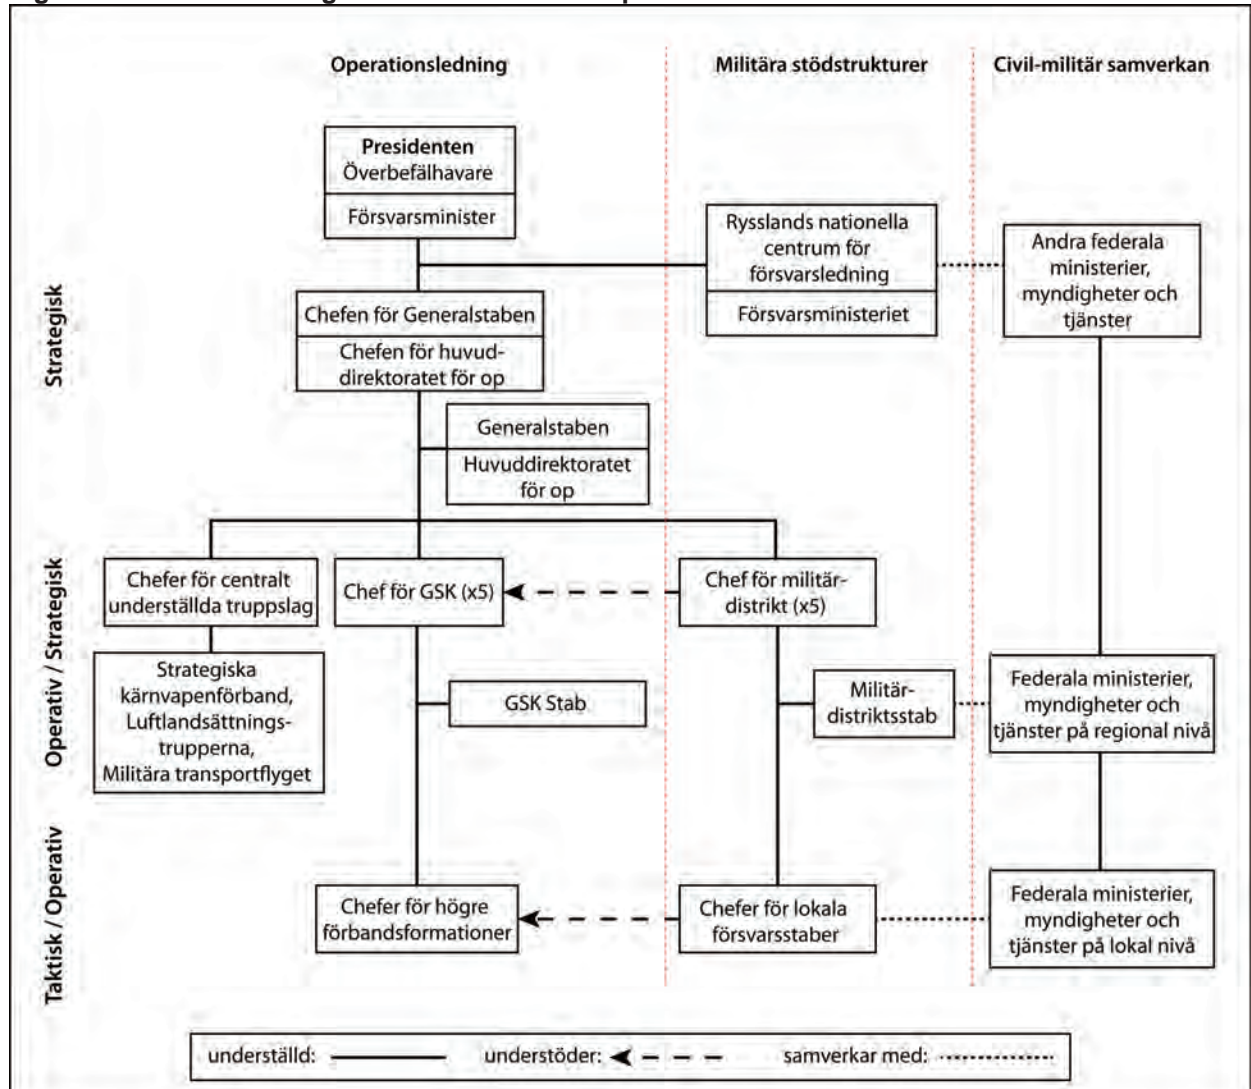 Operationsledning
Militära stödstrukturer
Civil-militär samverkan
Strategisk
Presidenten
Överbefälhavare
Försvarsminister
Rysslands nationella
centrum för
försvarsledning
Försvarsministeriet
Andra federala
ministerier,
myndigheter och
tjänster
Chefen för Generalstaben
Chefen för huvud-
direktoratet för op
Generalstaben
Huvuddirektoratet
för op
Operativ / Strategisk
Chefer för centralt
underställda truppslag
Chef för GSK (x5)
Chef för militär-
distrikt (x5)
Strategiska
kärnvapenförband,
Luftlandsättnings-
trupperna,
Militära transportflyget
GSK Stab
Militär-
distriktsstab
Federala ministerier,
myndigheter och
tjänster på regional nivå
Taktisk / Operativ
Chefer för högre
förbandsformationer
Chefer för lokala
försvarsstaber
Federala ministerier,
myndigheter och
tjänster på lokal nivå
underställd:
understöder:
samverkar med: